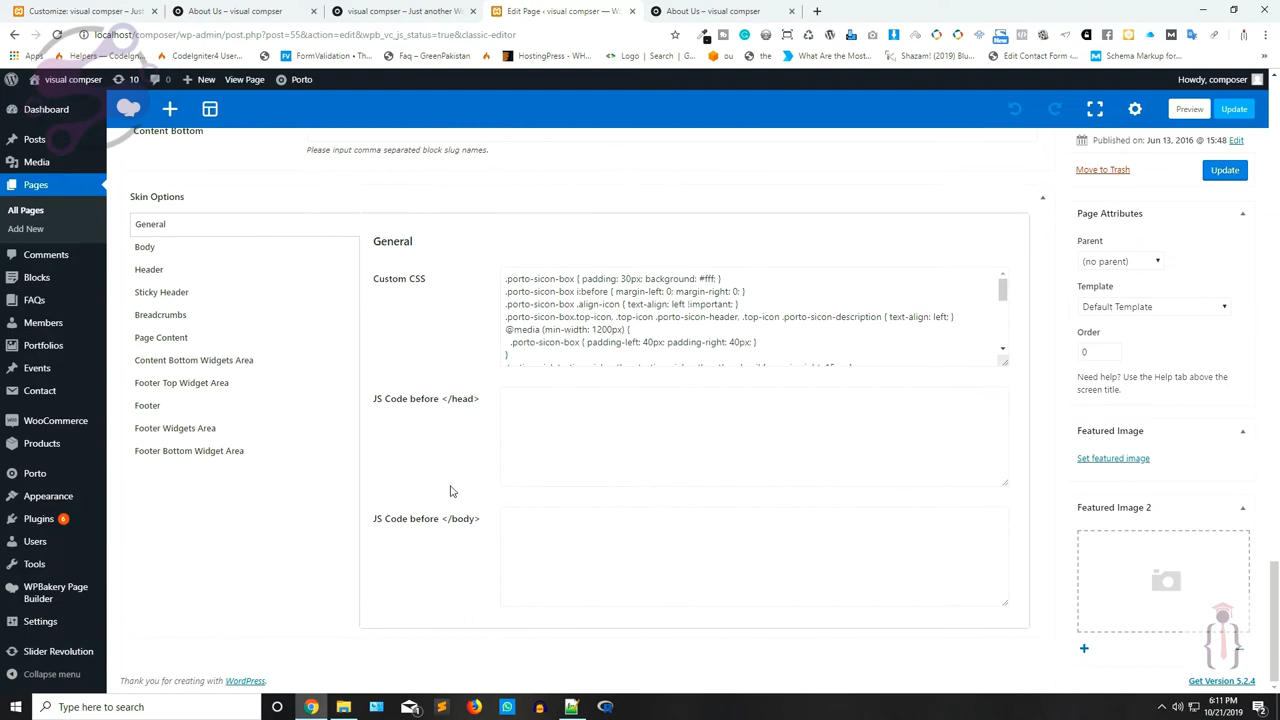 Customize: visual compser – Just
About Us – visual compser
visual compser – Just another W
Edit Page ‹ visual compser — W
About Us – visual compser
localhost/composer/wp-admin/post.php?post=55&action=edit&wpb_vc_js_status=true&classic-editor
Apps
Helpers — CodeIgnit
CodeIgniter4 User G
FormValidation • Th
Faq – GreenPakistan
HostingPress – WH
Logo | Search | G
ou
the
What Are the Most
Shazam! (2019) Blu
Edit Contact Form ‹
Schema Markup for
visual compser
10
0
New
View Page
Porto
Howdy, composer
Dashboard
Posts
Media
Pages
All Pages
Add New
Comments
Blocks
FAQs
Members
Portfolios
Events
Contact
WooCommerce
Products
Porto
Appearance
Plugins 6
Users
Tools
WPBakery Page
Builder
Settings
Slider Revolution
Collapse menu
Preview
Update
Content Bottom
Please input comma separated block slug names.
Skin Options
General
Body
Header
Sticky Header
Breadcrumbs
Page Content
Content Bottom Widgets Area
Footer Top Widget Area
Footer
Footer Widgets Area
Footer Bottom Widget Area
General
Custom CSS
.porto-sicon-box { padding: 30px; background: #fff; }
.porto-sicon-box i:before { margin-left: 0; margin-right: 0; }
.porto-sicon-box .align-icon { text-align: left !important; }
.porto-sicon-box.top-icon, .top-icon .porto-sicon-header, .top-icon .porto-sicon-description { text-align: left; }
@media (min-width: 1200px) {
.porto-sicon-box { padding-left: 40px; padding-right: 40px; }
}
JS Code before </head>
JS Code before </body>
Published on: Jun 13, 2016 @ 15:48 Edit
Move to Trash
Update
Page Attributes
Parent
(no parent)
Template
Default Template
Order
0
Need help? Use the Help tab above the
screen title.
Featured Image
Set featured image
Featured Image 2
Thank you for creating with WordPress.
Get Version 5.2.4
Type here to search
6:11 PM
10/21/2019